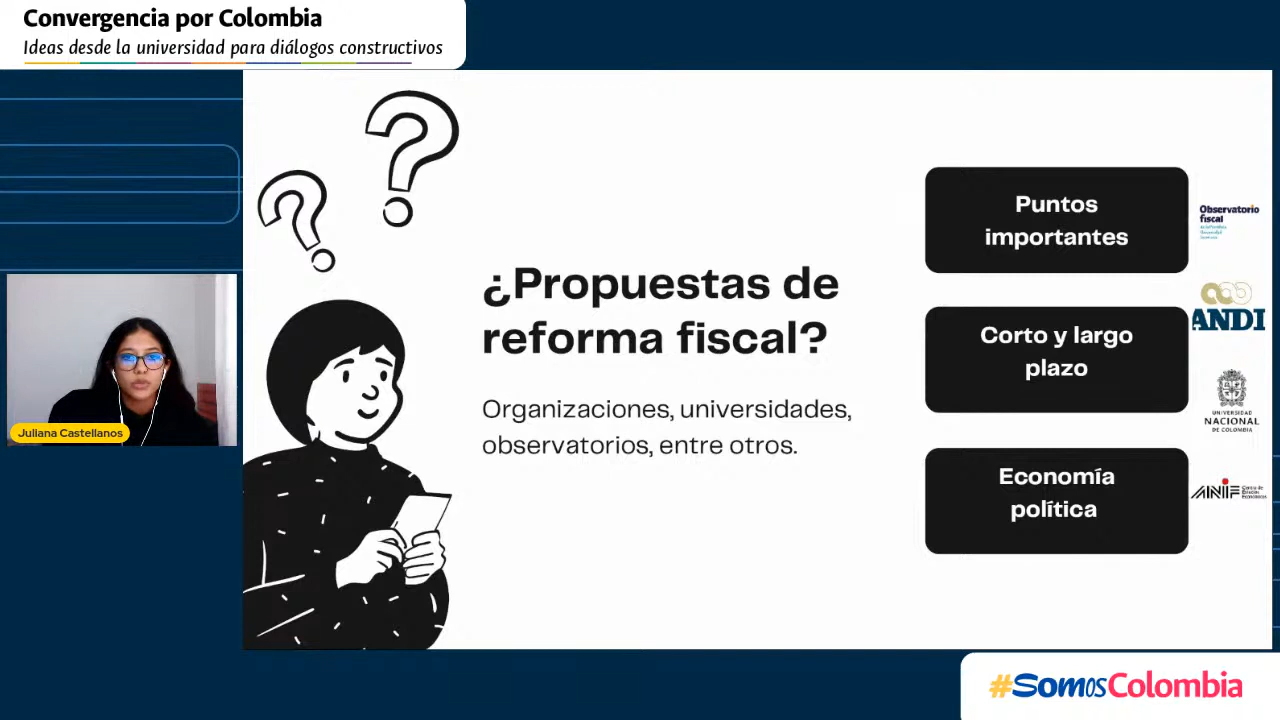 Convergencia por Colombia
Ideas desde la universidad para diálogos constructivos
¿Propuestas de
reforma fiscal?
Organizaciones, universidades,
observatorios, entre otros.
Puntos
importantes
Corto y largo
plazo
Economía
política
Observatorio
fiscal
ANDI
UNIVERSIDAD
NACIONAL
DE COLOMBIA
ANIF
Juliana Castellanos
#SomosColombia